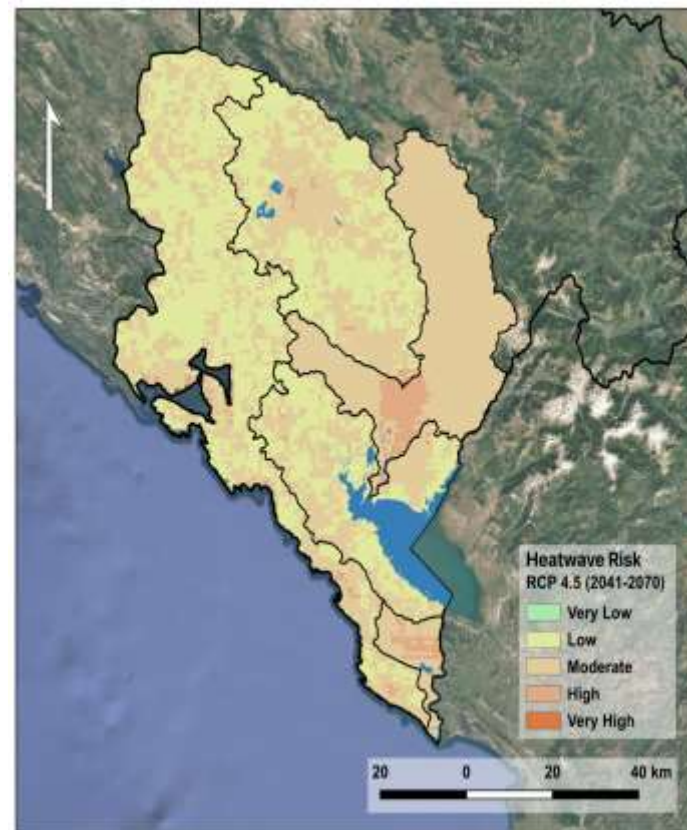 Heatwave Risk
RCP 4.5 (2041-2070)
Very Low
Low
Moderate
High
Very High
20 0 20 40 km